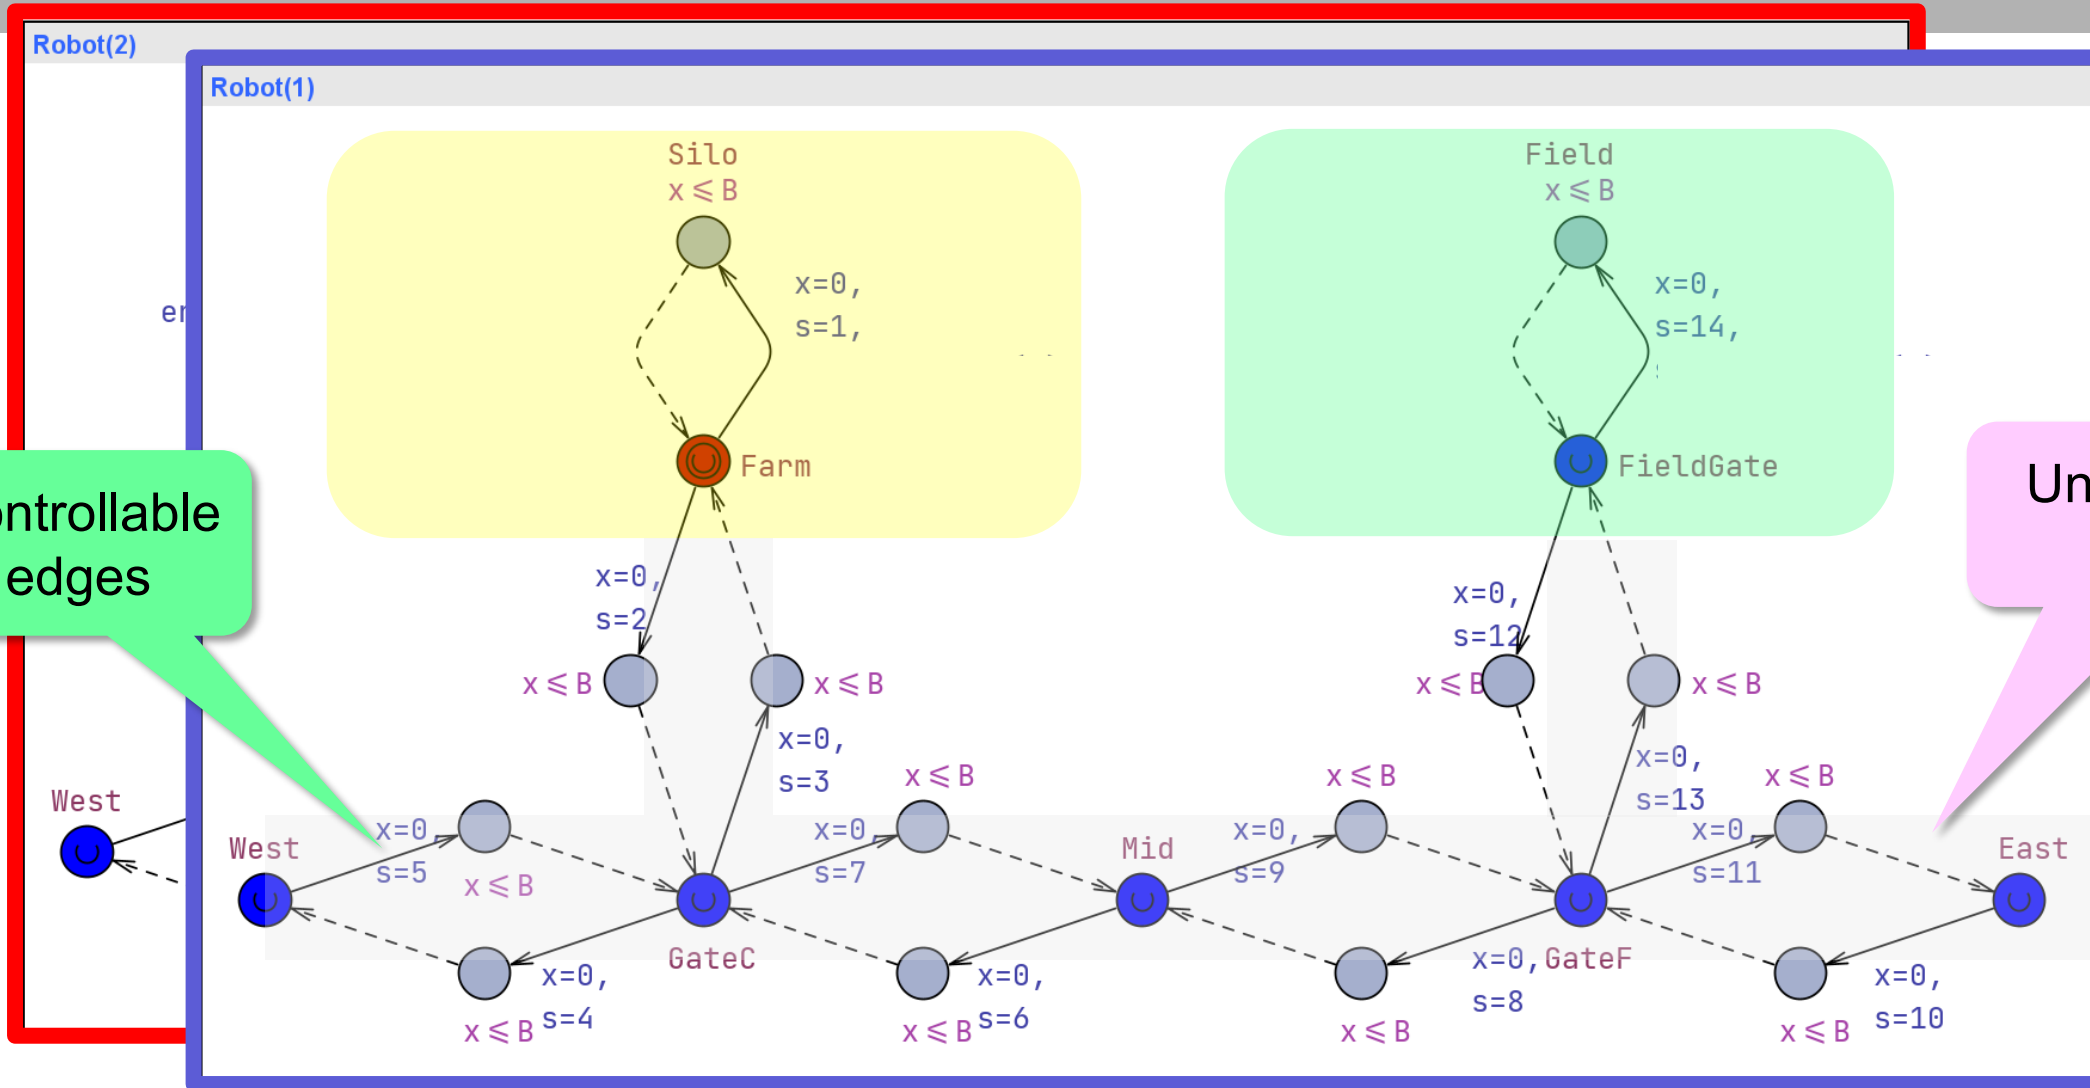 Robot(2)
Robot(1)
Silo
x ≤ B
Field
x ≤ B
x=0,
s=1,
x=0,
s=14,
er
Farm
FieldGate
ontrollable
edges
Un
x=0,
s=2
x=0,
s=12
x ≤ B
x ≤ B
x ≤ B
x ≤ B
x=0,
s=3
x=0,
s=13
x ≤ B
x ≤ B
x ≤ B
West
West
x=0,
s=5
x ≤ B
x=0,
s=7
Mid
x=0,
s=9
x=0,
s=11
East
GateC
GateF
x=0,
s=4
x ≤ B
x=0,
s=6
x ≤ B
x=0,
s=8
x ≤ B
x=0,
s=10
x ≤ B